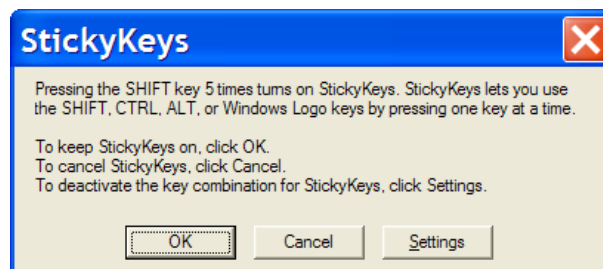 StickyKeys
Pressing the SHIFT key 5 times turns on StickyKeys. StickyKeys lets you use
the SHIFT, CTRL, ALT, or Windows Logo keys by pressing one key at a time.
To keep StickyKeys on, click OK.
To cancel StickyKeys, click Cancel.
To deactivate the key combination for StickyKeys, click Settings.
OK Cancel Settings